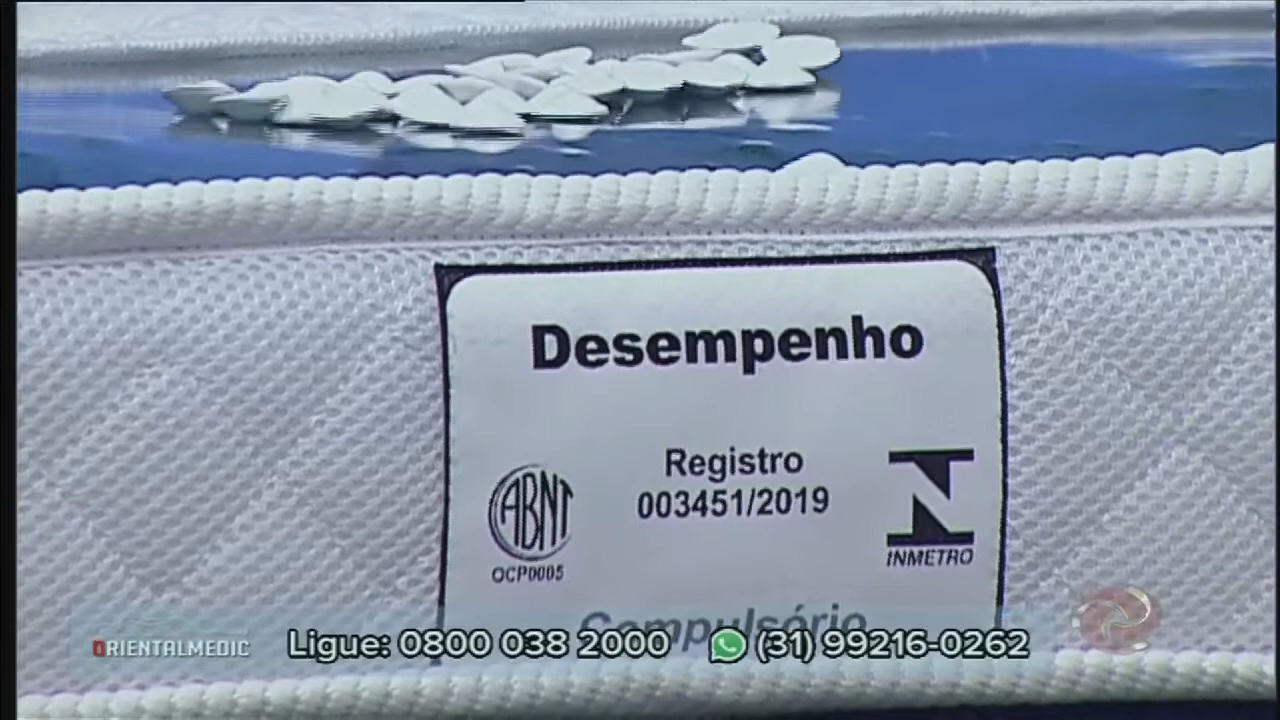 Desempenho
Registro
003451/2019
ABNT
OCP0005
INMETRO
Compulsório
ORIENTALMEDIC
Ligue: 0800 038 2000
(31) 99216-0262